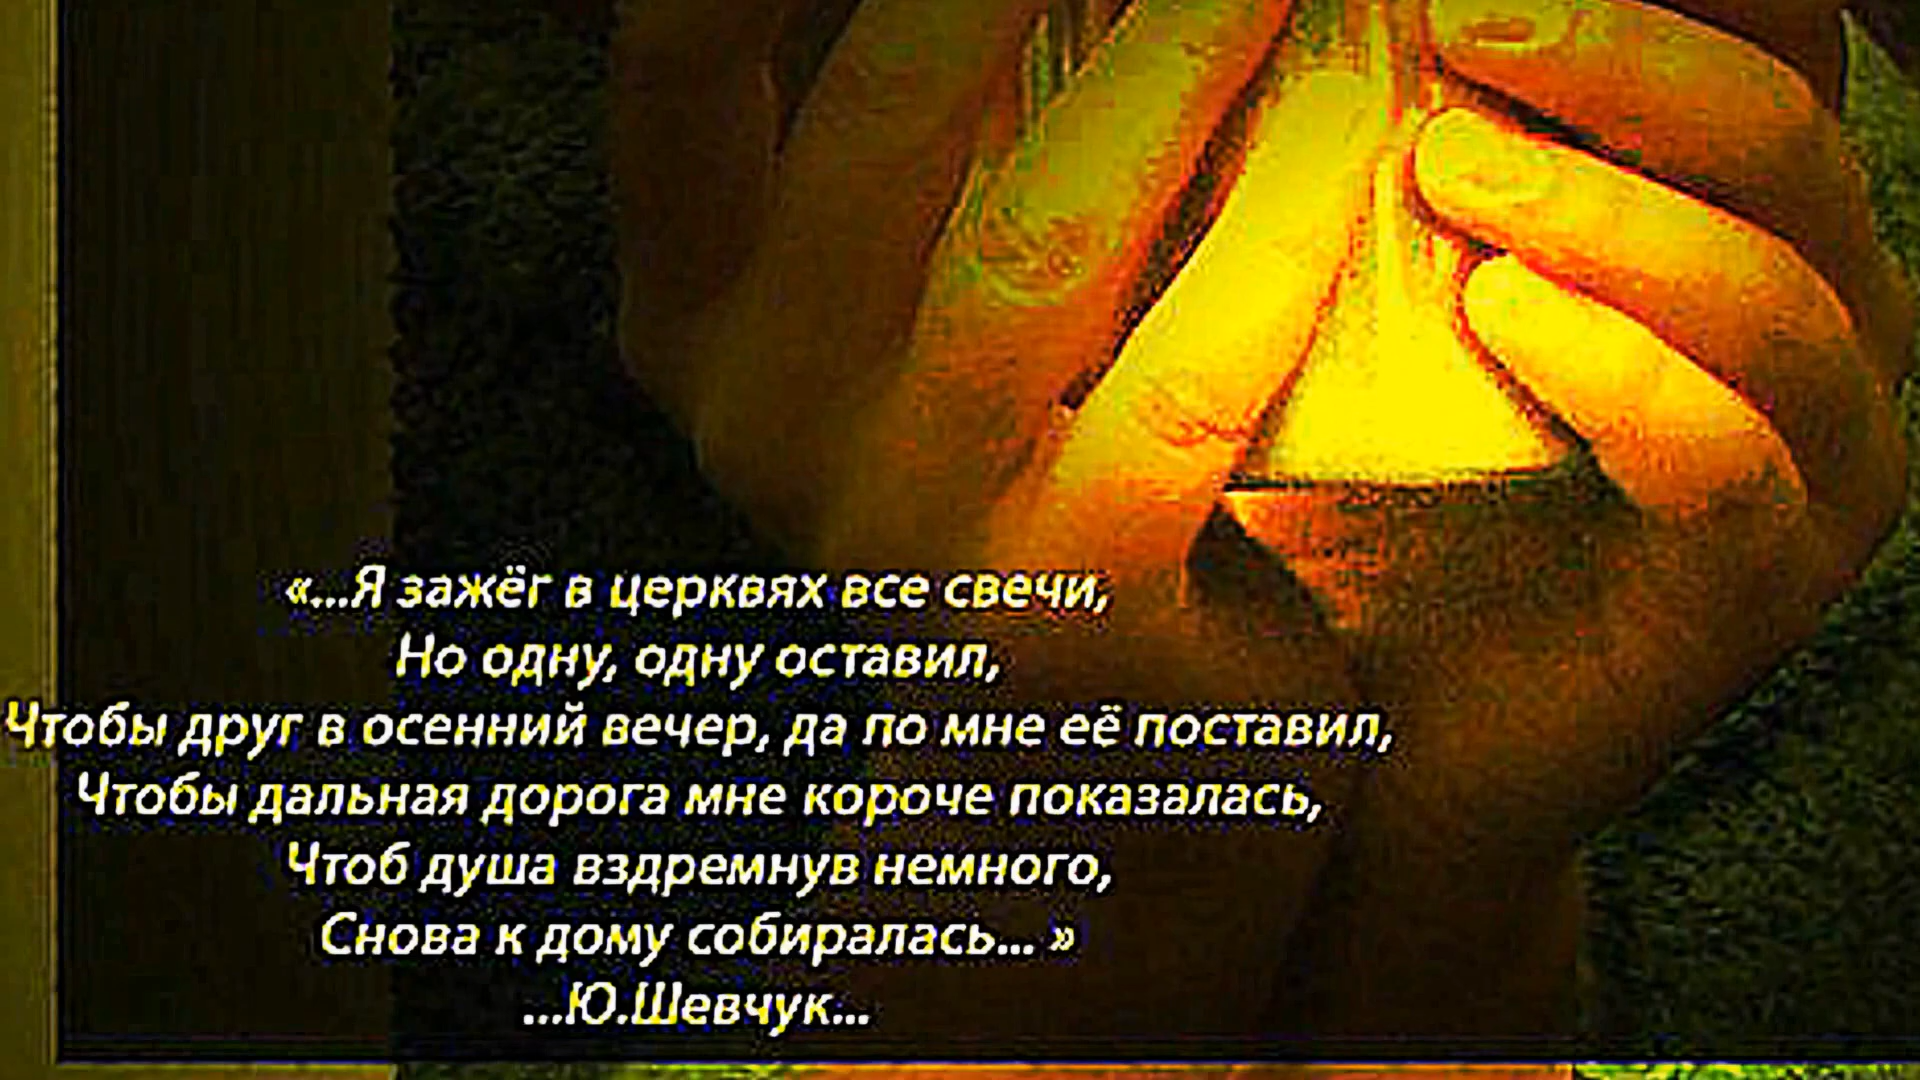 «...Я зажёг в церквях все свечи,
Но одну, одну оставил,
Чтобы друг в осенний вечер, да по мне её поставил,
Чтобы дальная дорога мне короче показалась,
Чтоб душа вздремнув немного,
Снова к дому собиралась... »
...Ю.Шевчук...